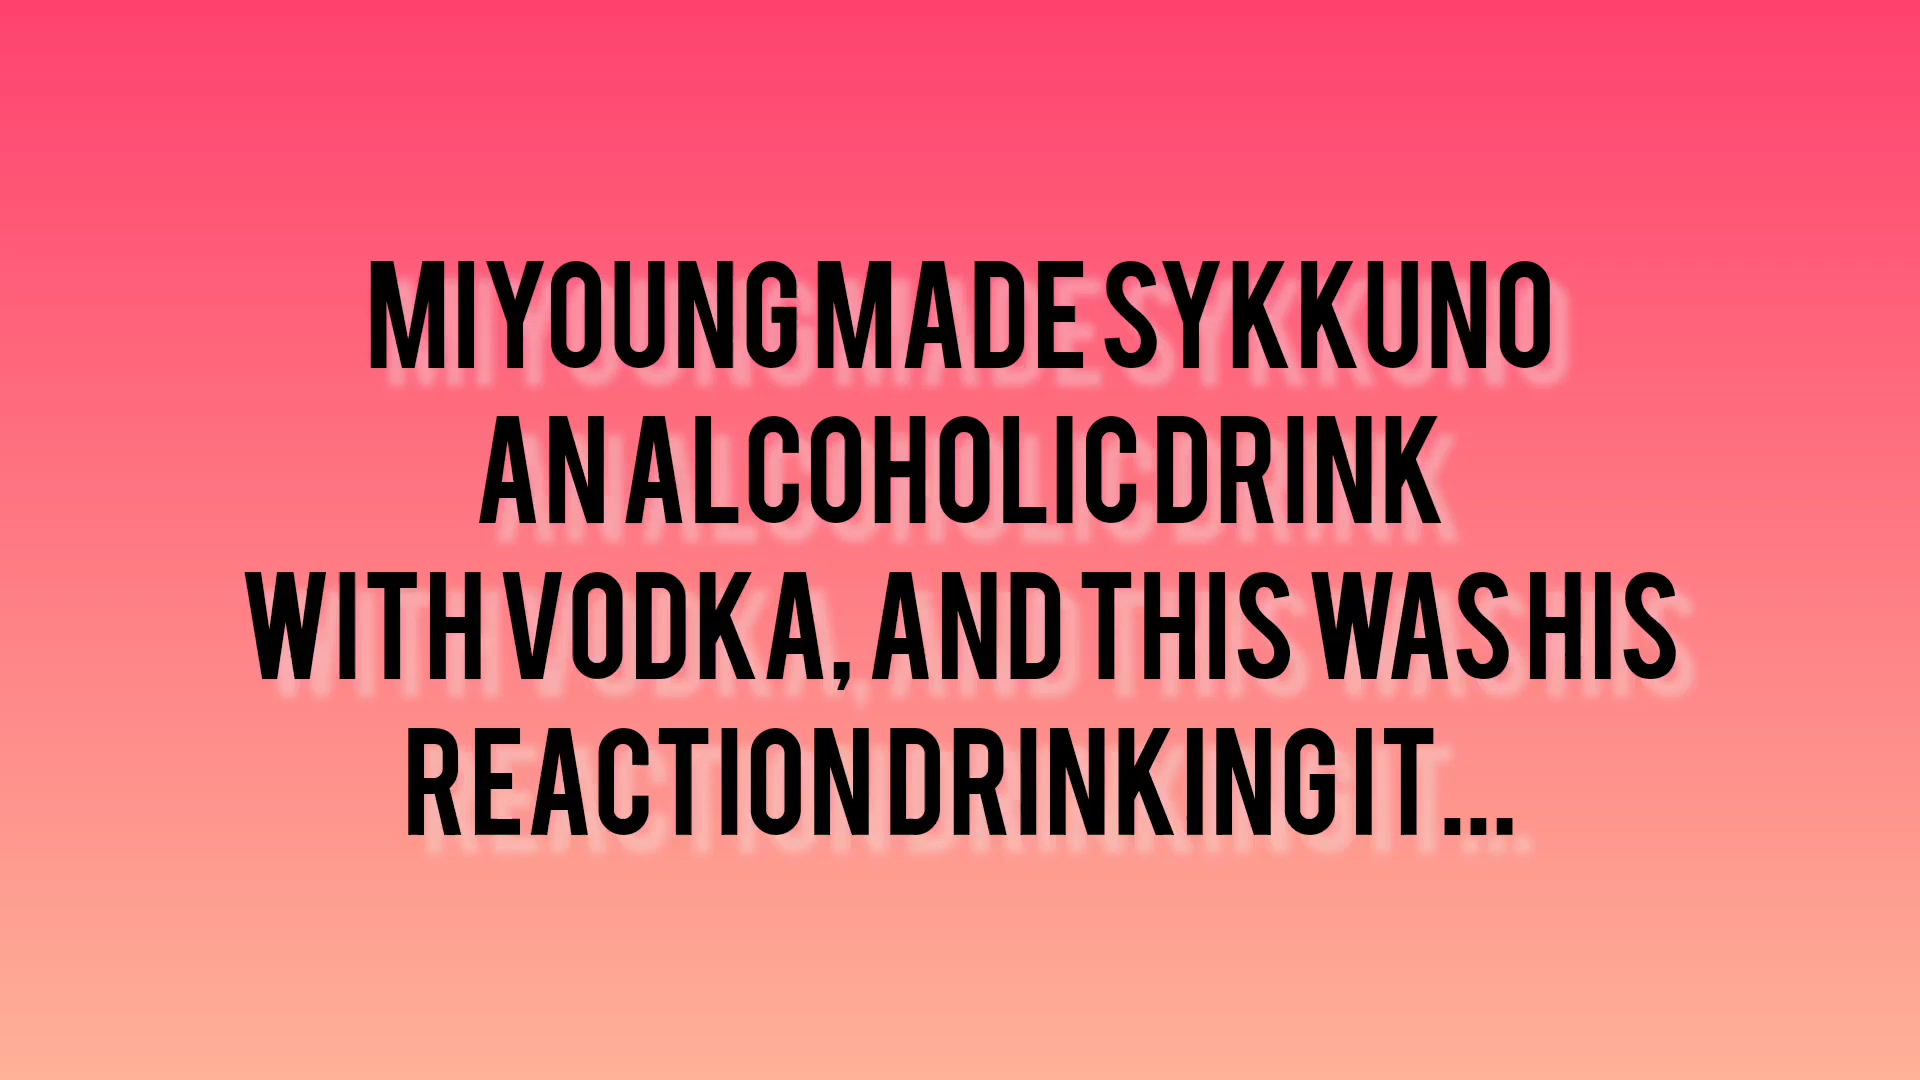 MIYOUNG MADE SYKKUNO
AN ALCOHOLIC DRINK
WITH VODKA, AND THIS WAS HIS
REACTION DRINKING IT...